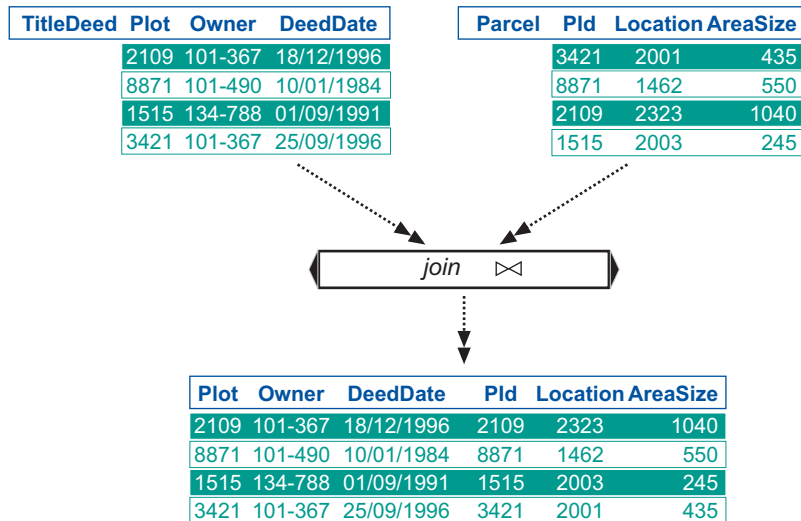 TitleDeed Plot Owner DeedDate
2109 101-367 18/12/1996
8871 101-490 10/01/1984
1515 134-788 01/09/1991
3421 101-367 25/09/1996
Parcel PId Location AreaSize
3421 2001 435
8871 1462 550
2109 2323 1040
1515 2003 245
join ⋈
Plot Owner DeedDate PId Location AreaSize
2109 101-367 18/12/1996 2109 2323 1040
8871 101-490 10/01/1984 8871 1462 550
1515 134-788 01/09/1991 1515 2003 245
3421 101-367 25/09/1996 3421 2001 435